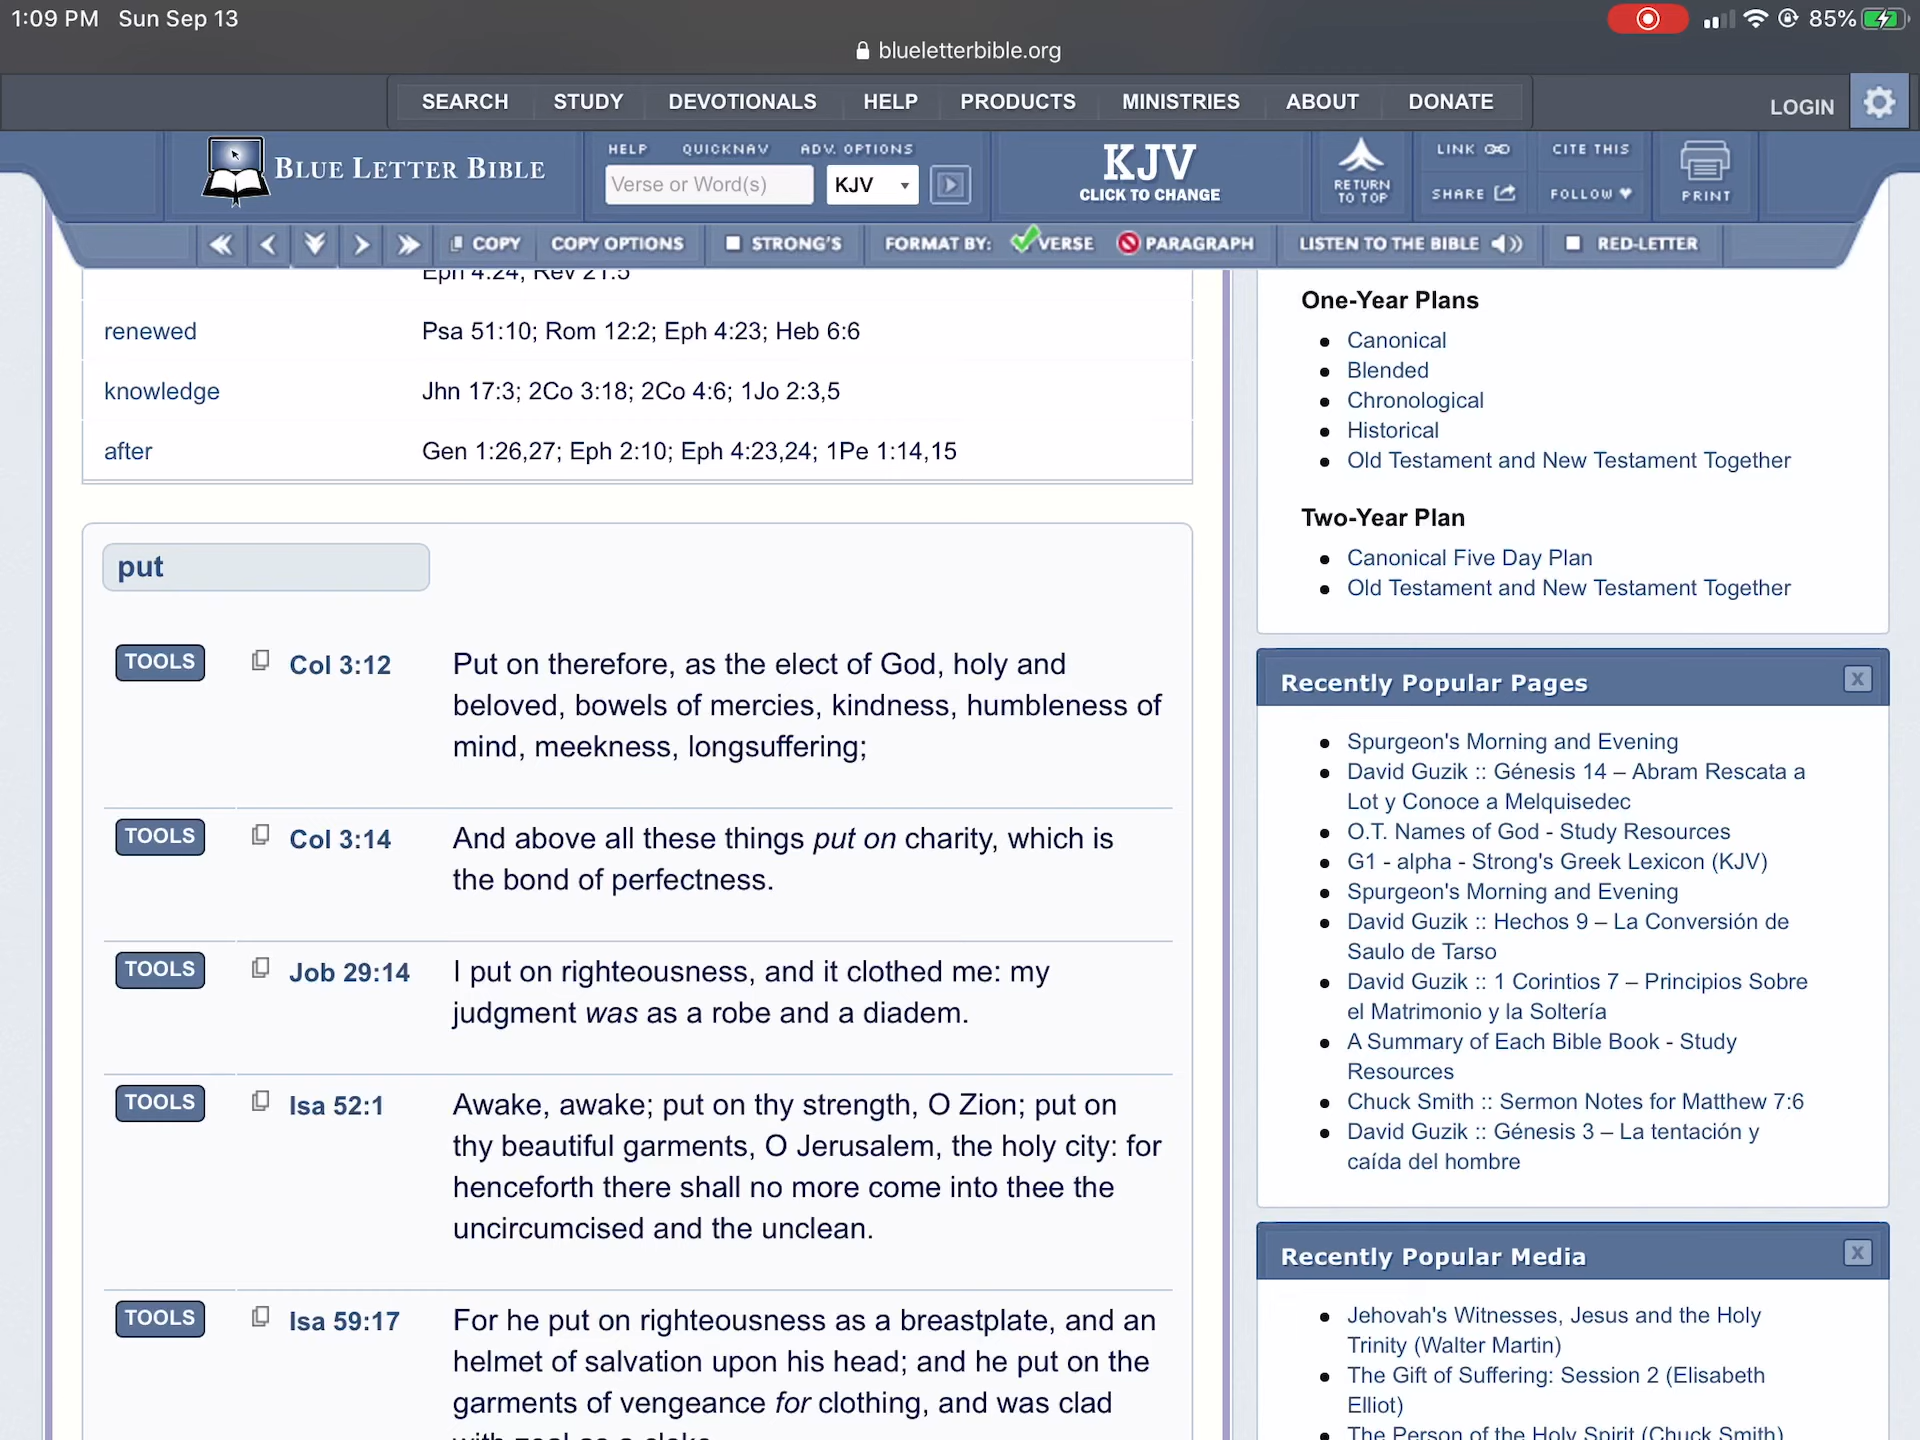 1:09 PM Sun Sep 13
85%
blueletterbible.org
SEARCH STUDY DEVOTIONALS HELP PRODUCTS MINISTRIES ABOUT DONATE
LOGIN
BLUE LETTER BIBLE
HELP QUICKNAV ADV. OPTIONS
Verse or Word(s)
KJV
KJV
CLICK TO CHANGE
RETURN
TO TOP
LINK
SHARE
CITE THIS
FOLLOW
PRINT
COPY COPY OPTIONS STRONG'S FORMAT BY: VERSE PARAGRAPH LISTEN TO THE BIBLE RED-LETTER
Eph 4:24, Rev 21:5
renewed Psa 51:10; Rom 12:2; Eph 4:23; Heb 6:6
knowledge Jhn 17:3; 2Co 3:18; 2Co 4:6; 1Jo 2:3,5
after Gen 1:26,27; Eph 2:10; Eph 4:23,24; 1Pe 1:14,15
put
TOOLS Col 3:12 Put on therefore, as the elect of God, holy and
beloved, bowels of mercies, kindness, humbleness of
mind, meekness, longsuffering;
TOOLS Col 3:14 And above all these things put on charity, which is
the bond of perfectness.
TOOLS Job 29:14 I put on righteousness, and it clothed me: my
judgment was as a robe and a diadem.
TOOLS Isa 52:1 Awake, awake; put on thy strength, O Zion; put on
thy beautiful garments, O Jerusalem, the holy city: for
henceforth there shall no more come into thee the
uncircumcised and the unclean.
TOOLS Isa 59:17 For he put on righteousness as a breastplate, and an
helmet of salvation upon his head; and he put on the
garments of vengeance for clothing, and was clad
with zeal as a cloke.
One-Year Plans
Canonical
Blended
Chronological
Historical
Old Testament and New Testament Together
Two-Year Plan
Canonical Five Day Plan
Old Testament and New Testament Together
Recently Popular Pages
X
Spurgeon's Morning and Evening
David Guzik :: Génesis 14 – Abram Rescata a
Lot y Conoce a Melquisedec
O.T. Names of God - Study Resources
G1 - alpha - Strong's Greek Lexicon (KJV)
Spurgeon's Morning and Evening
David Guzik :: Hechos 9 – La Conversión de
Saulo de Tarso
David Guzik :: 1 Corintios 7 – Principios Sobre
el Matrimonio y la Soltería
A Summary of Each Bible Book - Study
Resources
Chuck Smith :: Sermon Notes for Matthew 7:6
David Guzik :: Génesis 3 – La tentación y
caída del hombre
Recently Popular Media
X
Jehovah's Witnesses, Jesus and the Holy
Trinity (Walter Martin)
The Gift of Suffering: Session 2 (Elisabeth
Elliot)
The Person of the Holy Spirit (Chuck Smith)